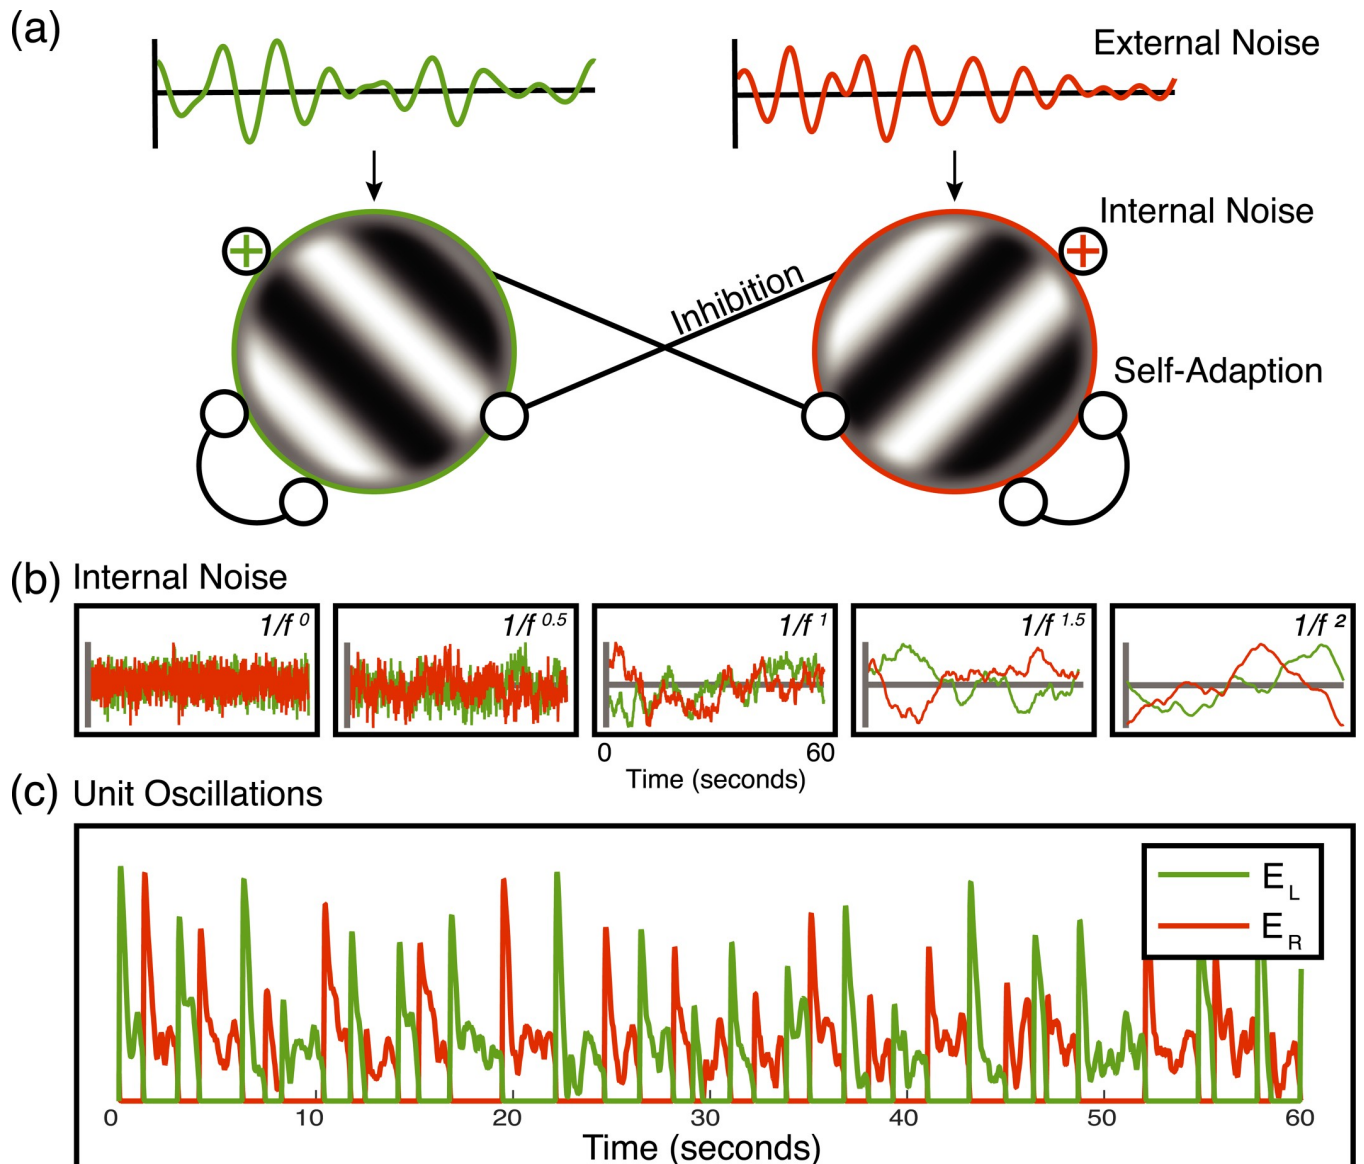 (a)
External Noise
Internal Noise
Inhibition
Self-Adaption
(b) Internal Noise
1/f 0
1/f 0.5
1/f 1
1/f 1.5
1/f 2
0 60
Time (seconds)
(c) Unit Oscillations
E L
E R
0 10 20 30 40 50 60
Time (seconds)